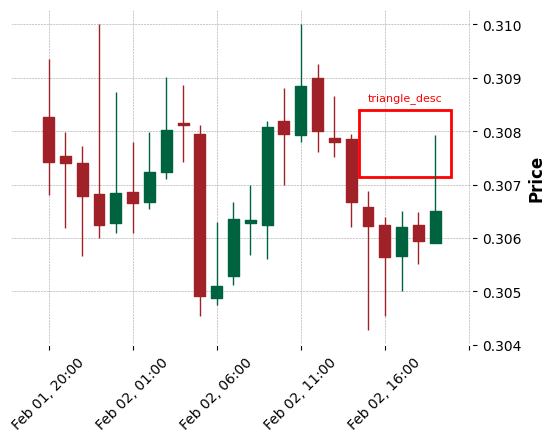 triangle_desc
0.310
0.309
0.308
0.307
0.306
0.305
0.304
Price
Feb 01, 20:00
Feb 02, 01:00
Feb 02, 06:00
Feb 02, 11:00
Feb 02, 16:00